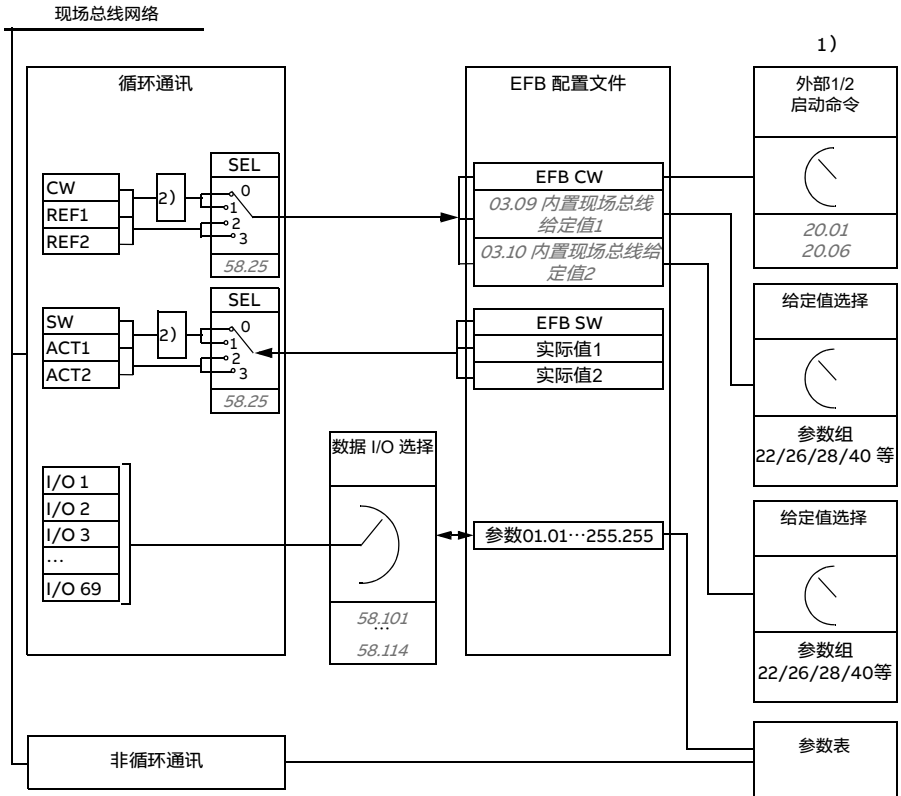 现场总线网络
1）
循环通讯
EFB 配置文件
外部1/2
启动命令
20.01
20.06
CW
REF1
REF2
2）
SEL
0
1
2
3
58.25
EFB CW
03.09 内置现场总线
给定值1
03.10 内置现场总线给
定值2
SW
ACT1
ACT2
2）
SEL
0
1
2
3
58.25
EFB SW
实际值1
实际值2
给定值选择
参数组
22/26/28/40 等
I/O 1
I/O 2
I/O 3
…
I/O 69
数据 I/O 选择
58.101
…
58.114
参数01.01…255.255
给定值选择
参数组
22/26/28/40等
非循环通讯
参数表